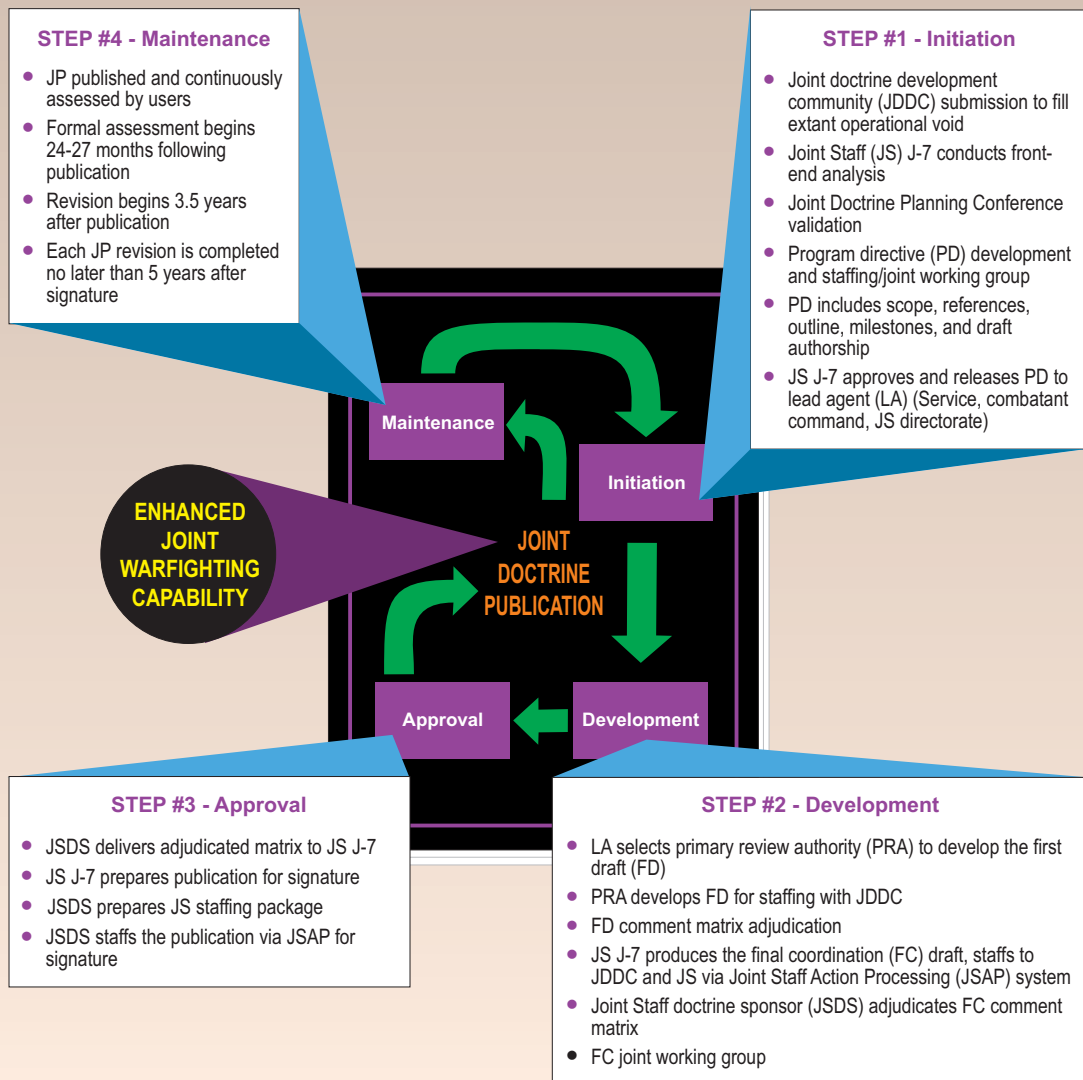 STEP #4 - Maintenance
• JP published and continuously
assessed by users
• Formal assessment begins
24-27 months following
publication
• Revision begins 3.5 years
after publication
• Each JP revision is completed
no later than 5 years after
signature
STEP #1 - Initiation
• Joint doctrine development
community (JDDC) submission to fill
extant operational void
• Joint Staff (JS) J-7 conducts front-
end analysis
• Joint Doctrine Planning Conference
validation
• Program directive (PD) development
and staffing/joint working group
• PD includes scope, references,
outline, milestones, and draft
authorship
• JS J-7 approves and releases PD to
lead agent (LA) (Service, combatant
command, JS directorate)
Maintenance
Initiation
ENHANCED
JOINT
WARFIGHTING
CAPABILITY
JOINT
DOCTRINE
PUBLICATION
Approval
Development
STEP #3 - Approval
• JSDS delivers adjudicated matrix to JS J-7
• JS J-7 prepares publication for signature
• JSDS prepares JS staffing package
• JSDS staffs the publication via JSAP for
signature
STEP #2 - Development
• LA selects primary review authority (PRA) to develop the first
draft (FD)
• PRA develops FD for staffing with JDDC
• FD comment matrix adjudication
• JS J-7 produces the final coordination (FC) draft, staffs to
JDDC and JS via Joint Staff Action Processing (JSAP) system
• Joint Staff doctrine sponsor (JSDS) adjudicates FC comment
matrix
• FC joint working group